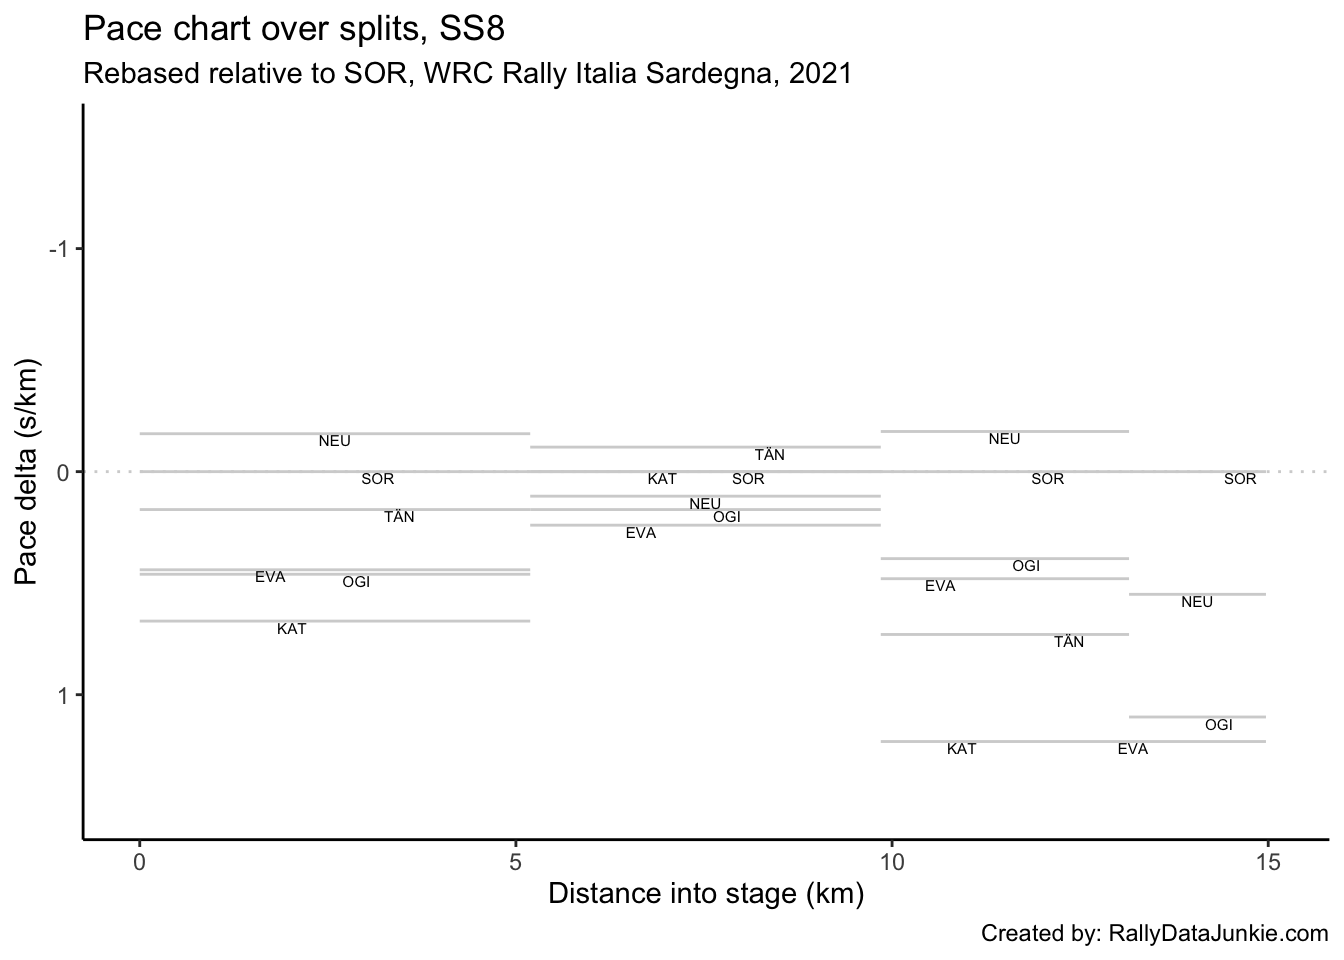 Pace chart over splits, SS8
Rebased relative to SOR, WRC Rally Italia Sardegna, 2021
Pace delta (s/km)
-1
0
1
NEU
TÄN
NEU
SOR
KAT
SOR
SOR
SOR
TÄN
NEU
OGI
EVA
EVA
OGI
KAT
OGI
EVA
NEU
TÄN
OGI
KAT
EVA
0
5
10
15
Distance into stage (km)
Created by: RallyDataJunkie.com